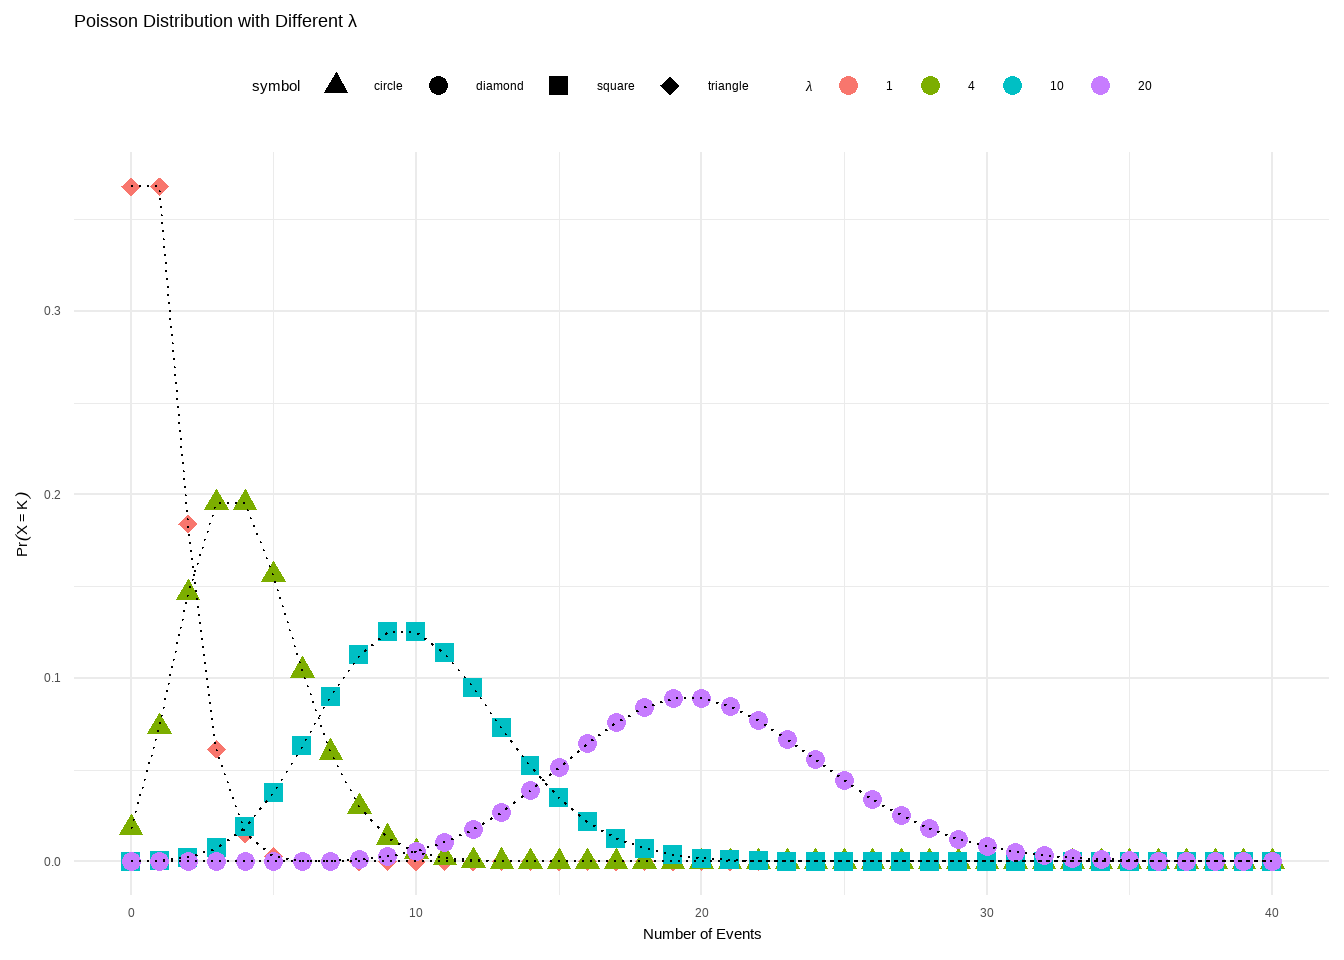 Poisson Distribution with Different λ
symbol circle diamond square triangle λ 1 4 10 20
Pr(X = K)
0.3
0.2
0.1
0.0
0 10 20 30 40
Number of Events